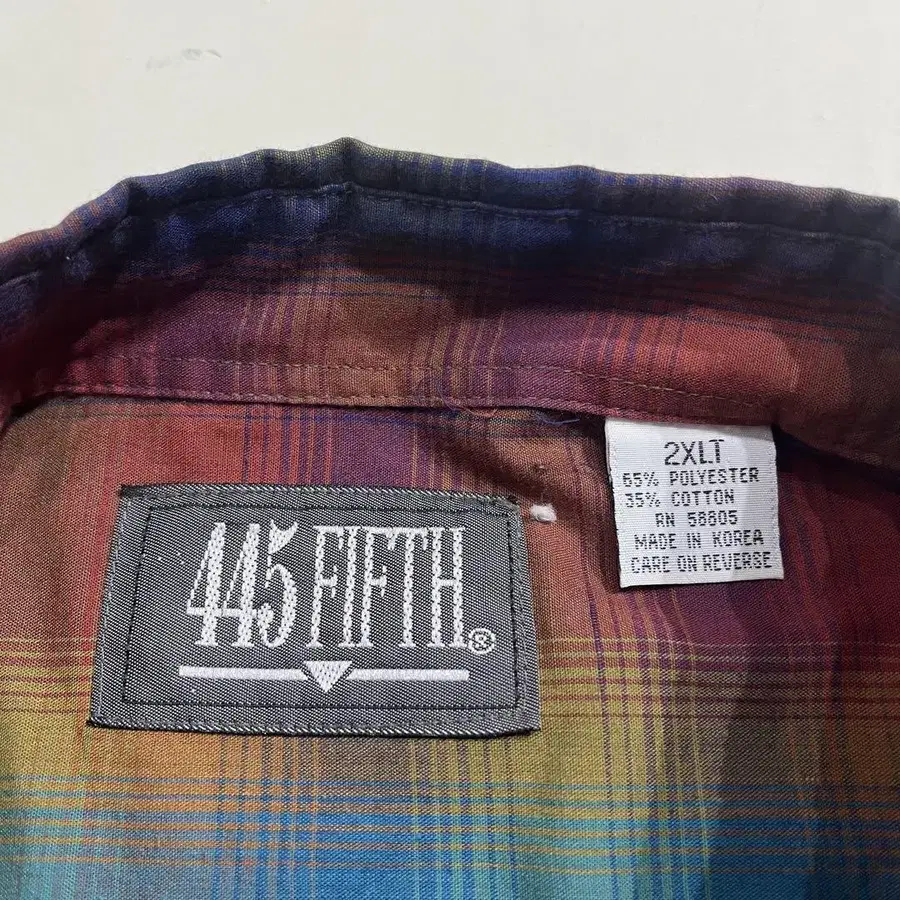 445 FIFTH®
2XLT
65% POLYESTER
35% COTTON
RN 58805
MADE IN KOREA
CARE ON REVERSE